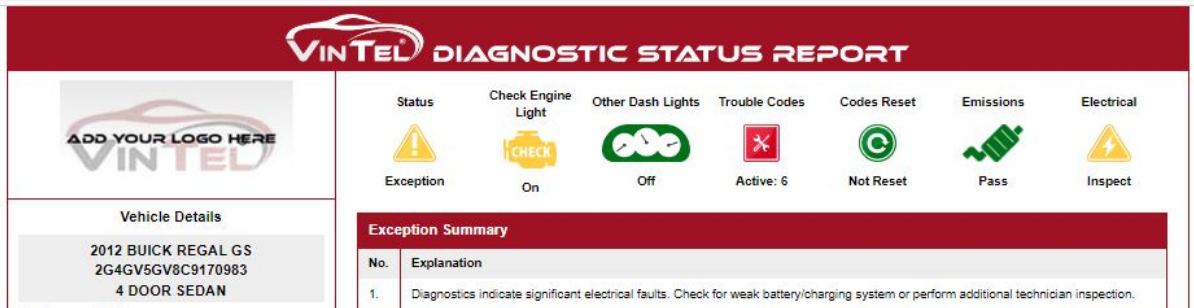 VINTEL® DIAGNOSTIC STATUS REPORT
ADD YOUR LOGO HERE
VINTEL
Status
Check Engine Light
Other Dash Lights
Trouble Codes
Codes Reset
Emissions
Electrical
CHECK
Exception
On
Off
Active: 6
Not Reset
Pass
Inspect
Vehicle Details
2012 BUICK REGAL GS
2G4GV5GV8C9170983
4 DOOR SEDAN
Exception Summary
No. Explanation
1. Diagnostics indicate significant electrical faults. Check for weak battery/charging system or perform additional technician inspection.